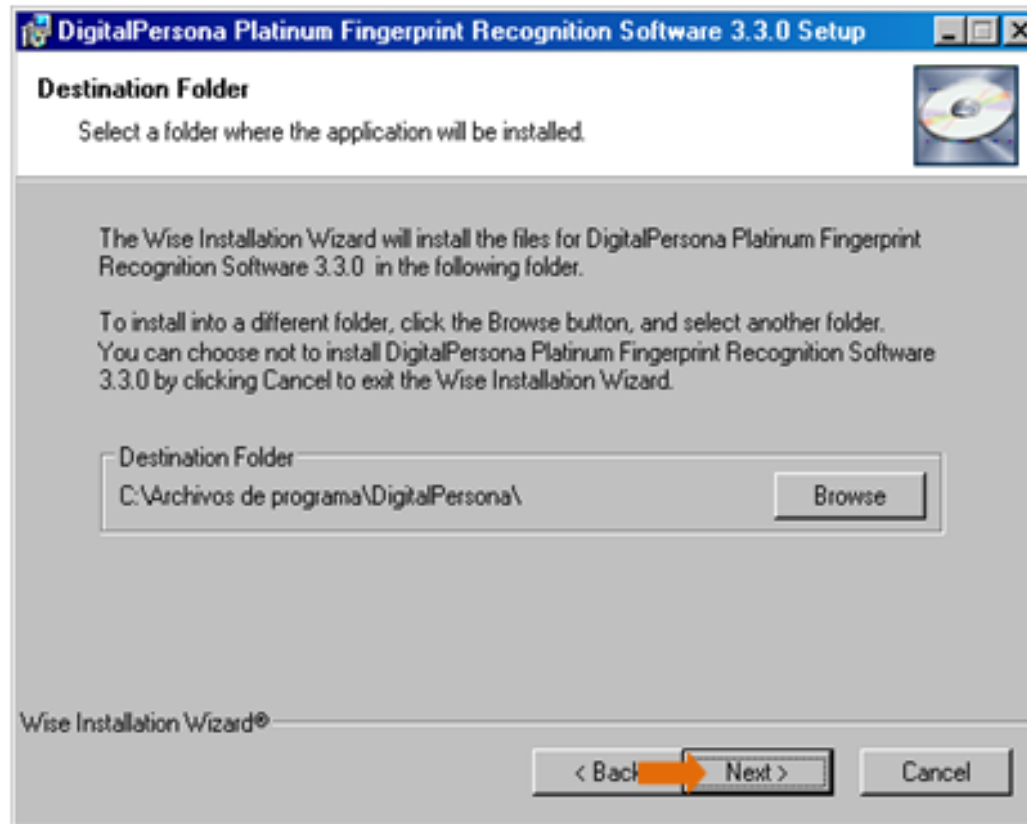 DigitalPersona Platinum Fingerprint Recognition Software 3.3.0 Setup
Destination Folder
Select a folder where the application will be installed.
The Wise Installation Wizard will install the files for DigitalPersona Platinum Fingerprint
Recognition Software 3.3.0 in the following folder.
To install into a different folder, click the Browse button, and select another folder.
You can choose not to install DigitalPersona Platinum Fingerprint Recognition Software
3.3.0 by clicking Cancel to exit the Wise Installation Wizard.
Destination Folder
C:\Archivos de programa\DigitalPersona\
Browse
Wise Installation Wizard®
< Back
Next >
Cancel